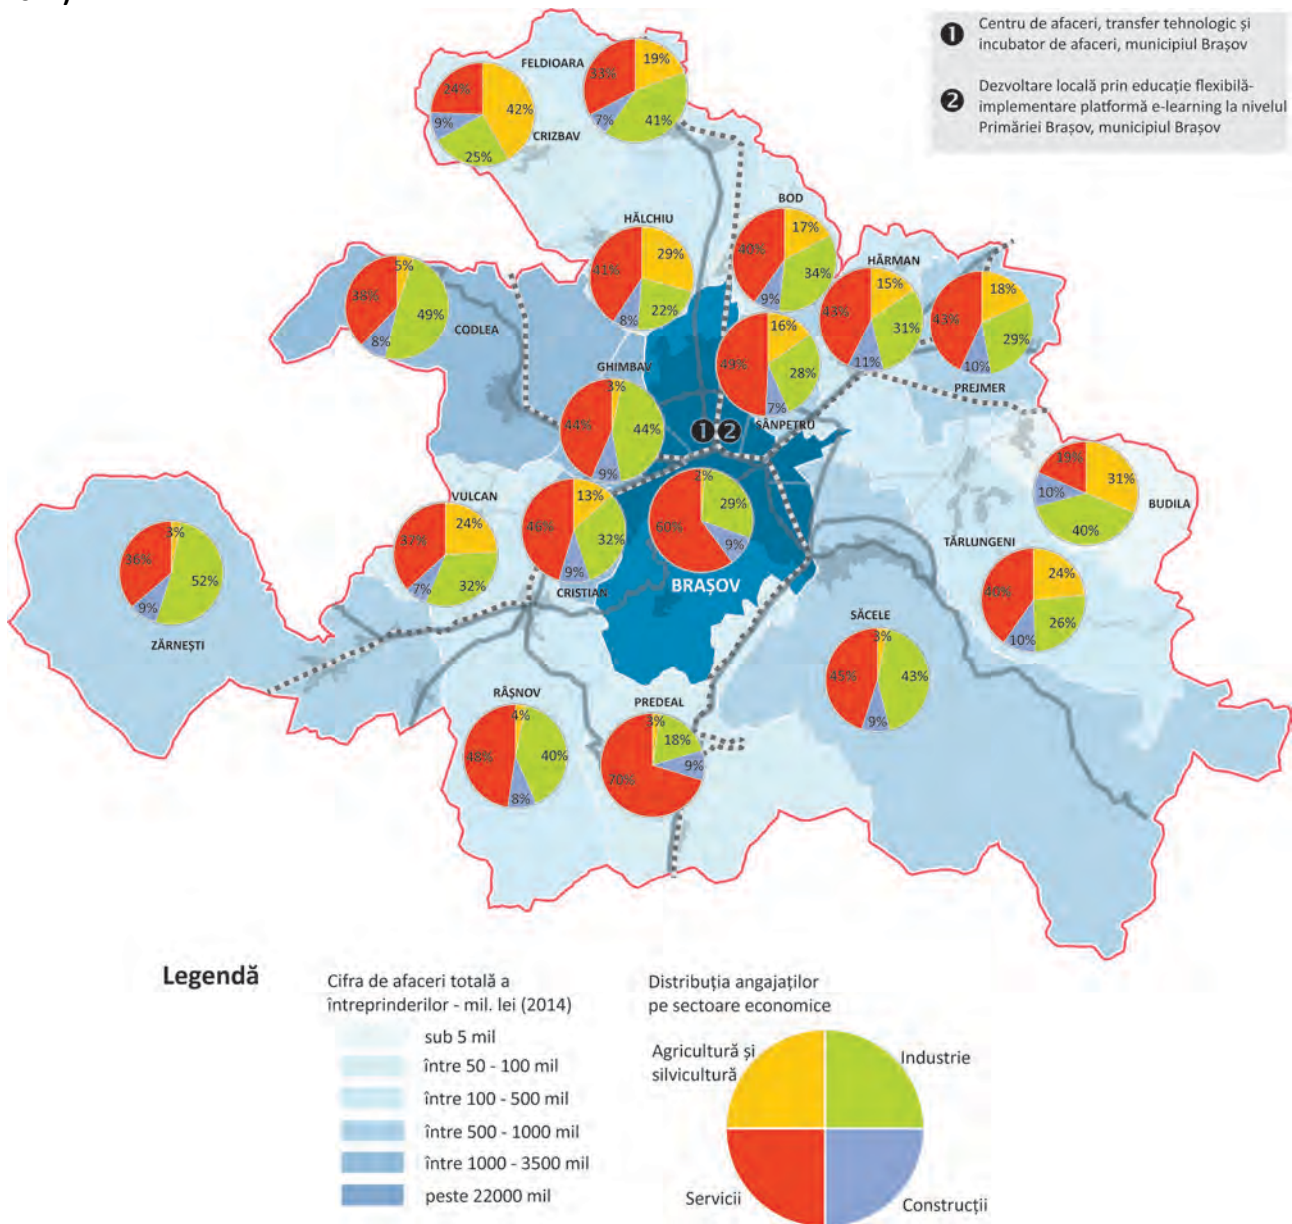 1 Centru de afaceri, transfer tehnologic și
incubator de afaceri, municipiul Brașov
2 Dezvoltare locală prin educație flexibilă-
implementare platformă e-learning la nivelul
Primăriei Brașov, municipiul Brașov
FELDIOARA
33%
19%
41%
7%
24%
42%
9%
25%
CRIZBAV
BOD
40%
17%
34%
9%
HĂLCHIU
41%
29%
22%
8%
HĂRMAN
43%
15%
31%
11%
43%
18%
29%
10%
PREJMER
5%
38%
49%
8%
CODLEA
16%
49%
28%
7%
SÂNPETRU
GHIMBAV
3%
44%
44%
9%
1 2
19%
31%
10%
40%
BUDILA
VULCAN
24%
32%
32%
7%
13%
46%
32%
9%
CRISTIAN
2%
29%
60%
9%
BRAȘOV
TĂRLUNGENI
24%
40%
26%
10%
3%
36%
52%
9%
ZĂRNEȘTI
SĂCELE
3%
45%
43%
9%
RÂȘNOV
4%
48%
40%
8%
PREDEAL
3%
18%
70%
9%
Legendă
Cifra de afaceri totală a
întreprinderilor - mil. lei (2014)
sub 5 mil
între 50 - 100 mil
între 100 - 500 mil
între 500 - 1000 mil
între 1000 - 3500 mil
peste 22000 mil
Distribuția angajaților
pe sectoare economice
Agricultură și
silvicultură
Industrie
Servicii
Construcții